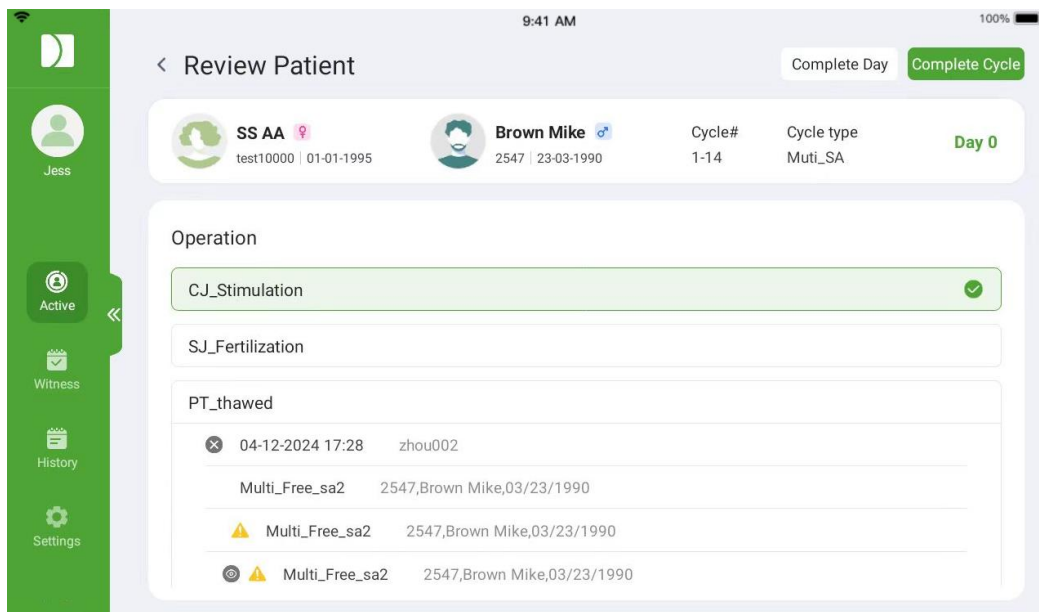 9:41 AM
100%
Review Patient
Complete Day
Complete Cycle
Jess
SS AA
test10000 | 01-01-1995
Brown Mike
2547 | 23-03-1990
Cycle#
1-14
Cycle type
Muti_SA
Day 0
Active
Witness
History
Settings
Operation
CJ_Stimulation
SJ_Fertilization
PT_thawed
04-12-2024 17:28 zhou002
Multi_Free_sa2 2547,Brown Mike,03/23/1990
Multi_Free_sa2 2547,Brown Mike,03/23/1990
Multi_Free_sa2 2547,Brown Mike,03/23/1990